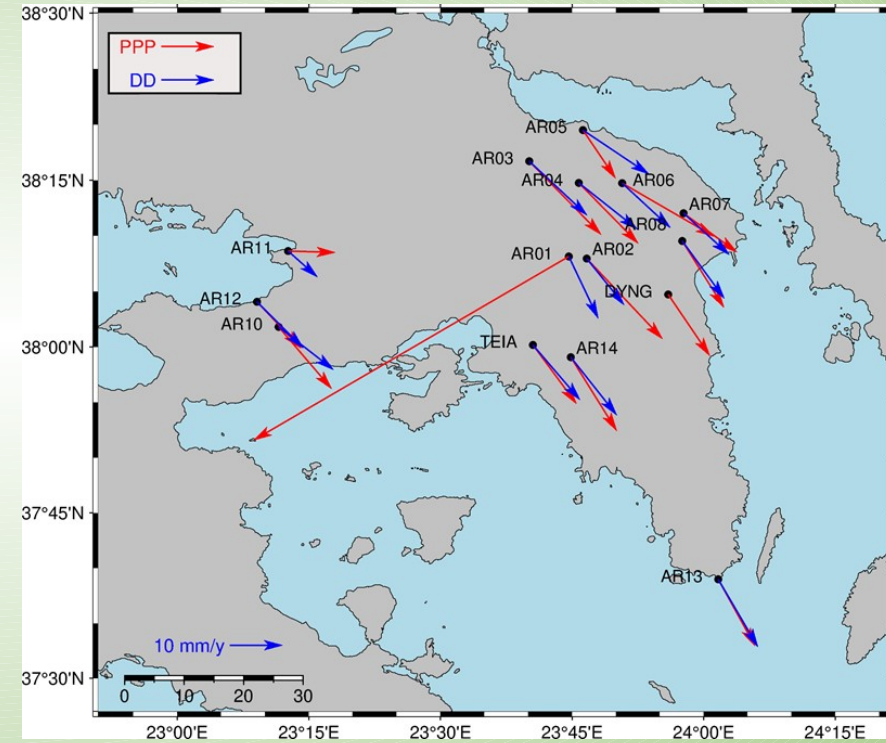 38°30'N
PPP
DD
AR05
AR03
38°15'N
AR04
AR06
AR07
AR08
AR11
AR01
AR02
AR12
DYNG
AR10
38°00'N
TEIA
AR14
37°45'N
AR13
10 mm/y
37°30'N
0 10 20 30
23°00'E 23°15'E 23°30'E 23°45'E 24°00'E 24°15'E